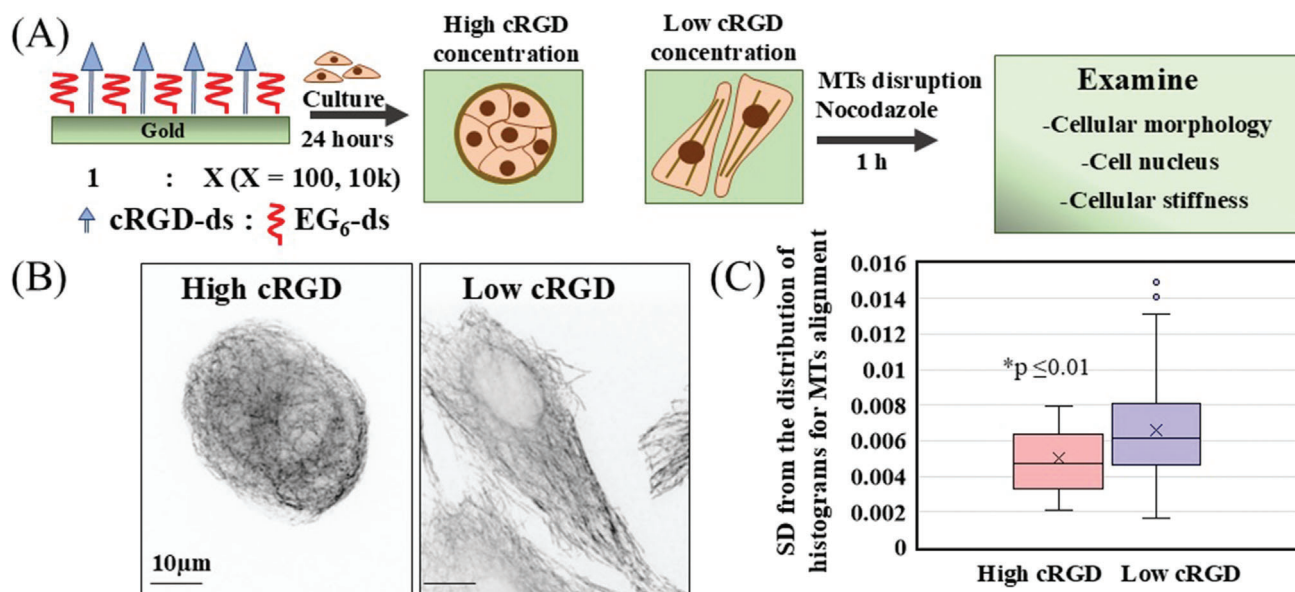 (A)
Gold
1 : X (X = 100, 10k)
cRGD-ds : EG₆-ds
Culture
24 hours
High cRGD
concentration
Low cRGD
concentration
MTs disruption
Nocodazole
1 h
Examine
-Cellular morphology
-Cell nucleus
-Cellular stiffness
(B)
High cRGD
10μm
Low cRGD
(C)
SD from the distribution of
histograms for MTs alignment
0.016
0.014
0.012
0.01
0.008
0.006
0.004
0.002
0
*p ≤0.01
High cRGD
Low cRGD